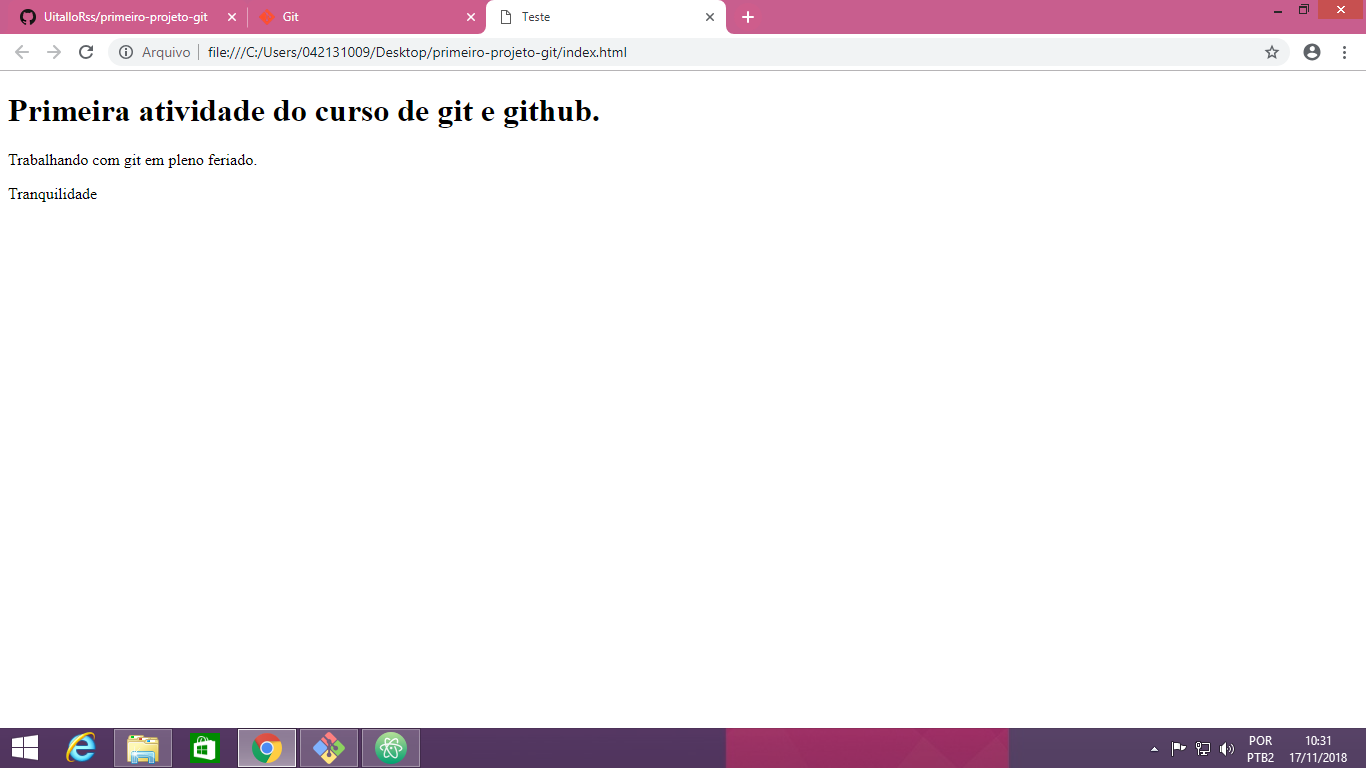 UitalloRss/primeiro-projeto-git
Git
Teste
Arquivo
file:///C:/Users/042131009/Desktop/primeiro-projeto-git/index.html
Primeira atividade do curso de git e github.
Trabalhando com git em pleno feriado.
Tranquilidade
POR
PTB2
10:31
17/11/2018